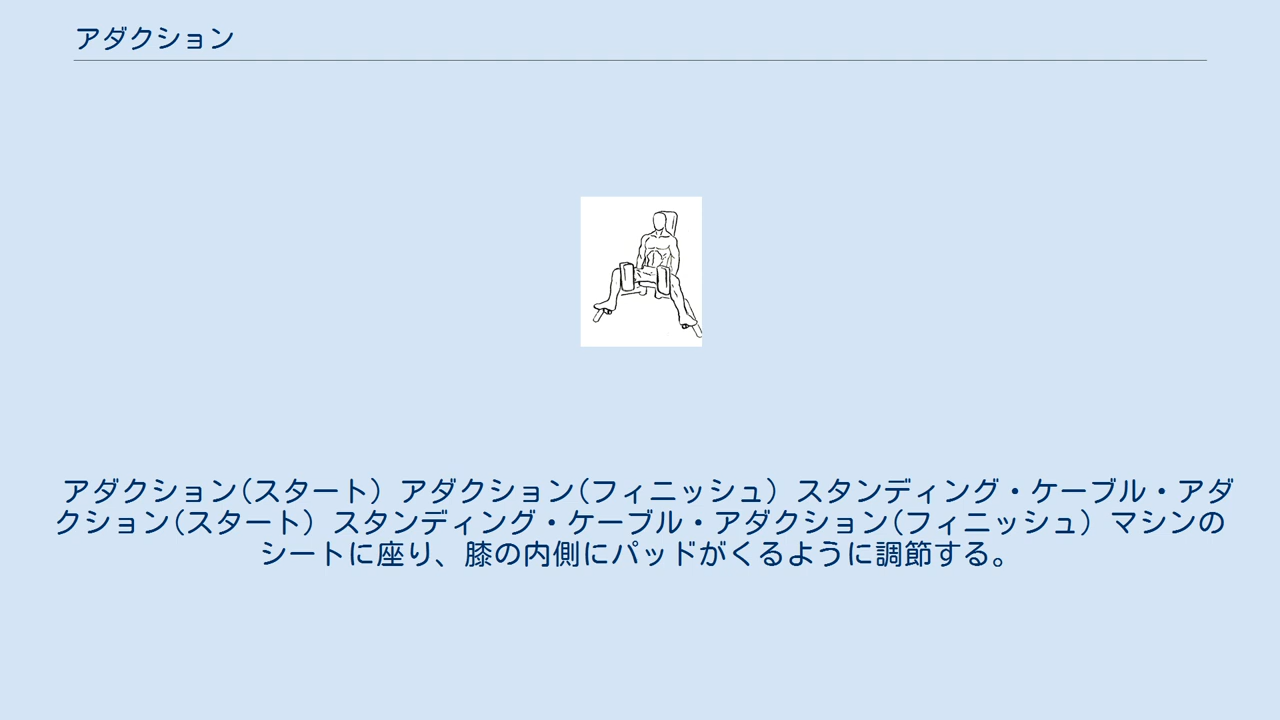 アダクション
アダクション(スタート) アダクション(フィニッシュ) スタンディング・ケーブル・アダ
クション(スタート) スタンディング・ケーブル・アダクション(フィニッシュ) マシンの
シートに座り、膝の内側にパッドがくるように調節する。